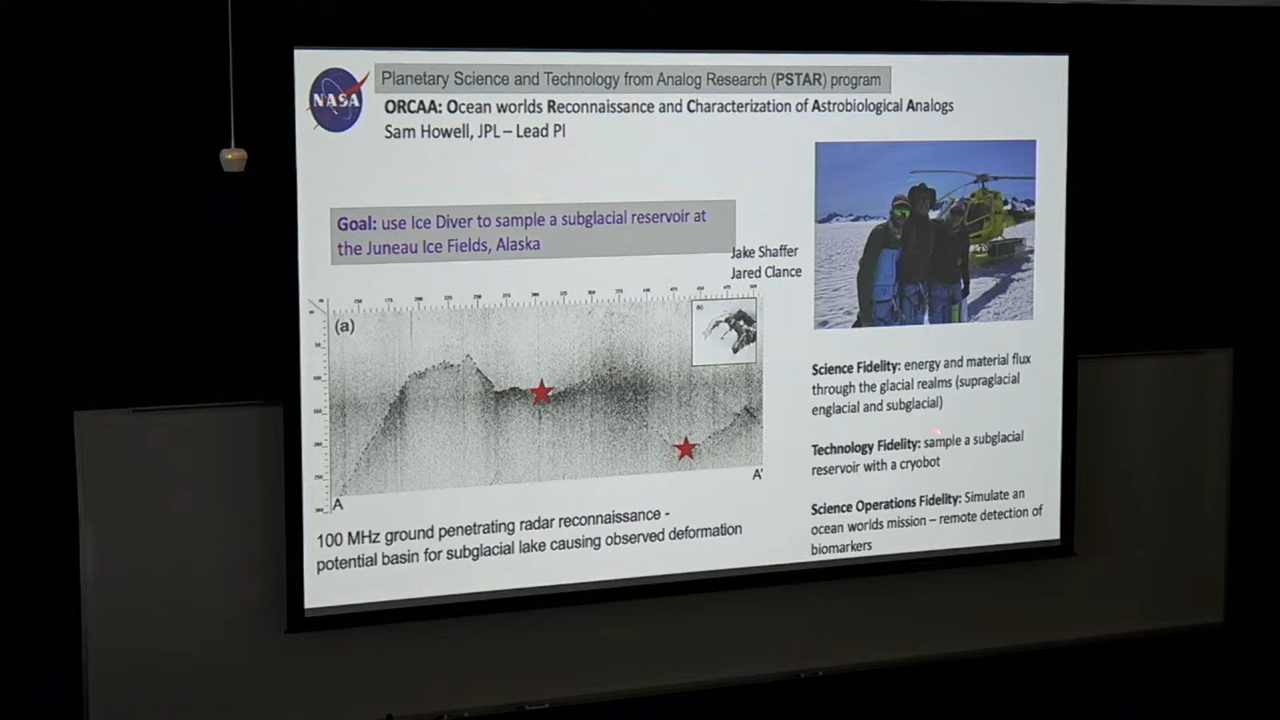 NASA
Planetary Science and Technology from Analog Research (PSTAR) program
ORCAA: Ocean worlds Reconnaissance and Characterization of Astrobiological Analogs
Sam Howell, JPL – Lead PI
Goal: use Ice Diver to sample a subglacial reservoir at
the Juneau Ice Fields, Alaska
Jake Shaffer
Jared Clance
(a)
A
A'
100 MHz ground penetrating radar reconnaissance -
potential basin for subglacial lake causing observed deformation
Science Fidelity: energy and material flux
through the glacial realms (supraglacial
englacial and subglacial)
Technology Fidelity: sample a subglacial
reservoir with a cryobot
Science Operations Fidelity: Simulate an
ocean worlds mission – remote detection of
biomarkers